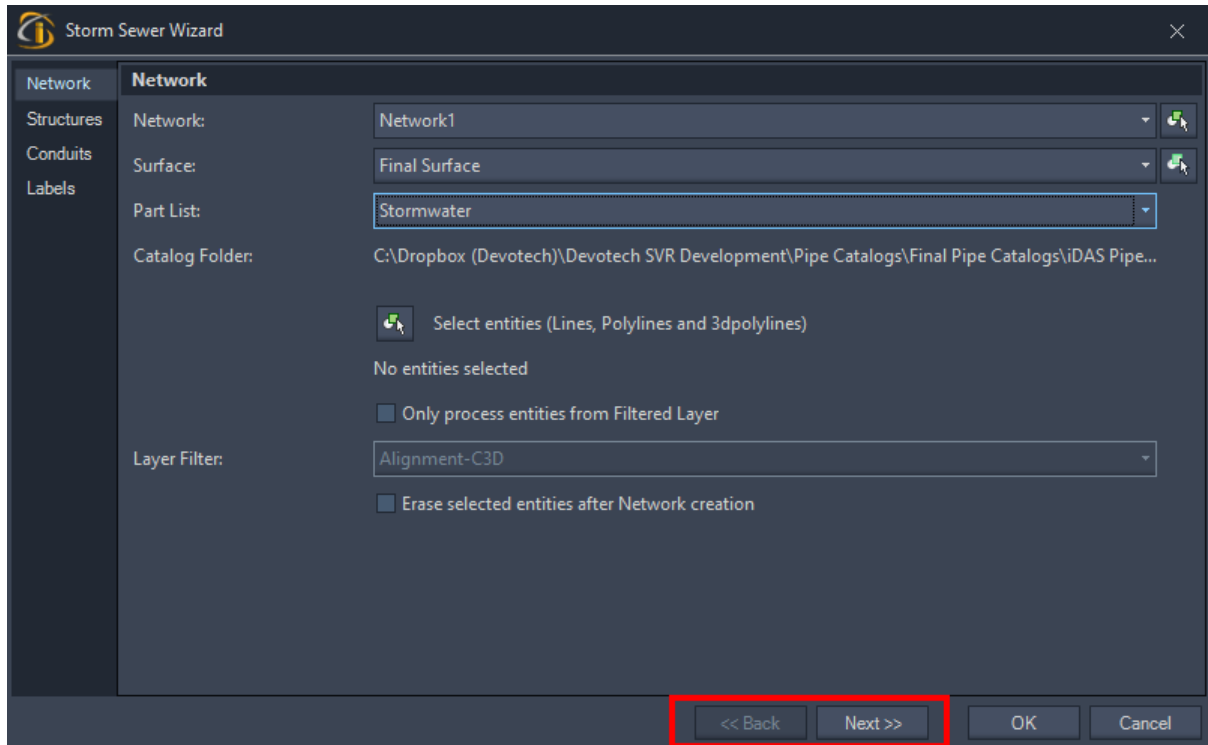 Storm Sewer Wizard
Network
Structures
Conduits
Labels
Network
Network: Network1
Surface: Final Surface
Part List: Stormwater
Catalog Folder: C:\Dropbox (Devotech)\Devotech SVR Development\Pipe Catalogs\Final Pipe Catalogs\iDAS Pipe...
Select entities (Lines, Polylines and 3dpolylines)
No entities selected
Only process entities from Filtered Layer
Layer Filter: Alignment-C3D
Erase selected entities after Network creation
<< Back Next >> OK Cancel